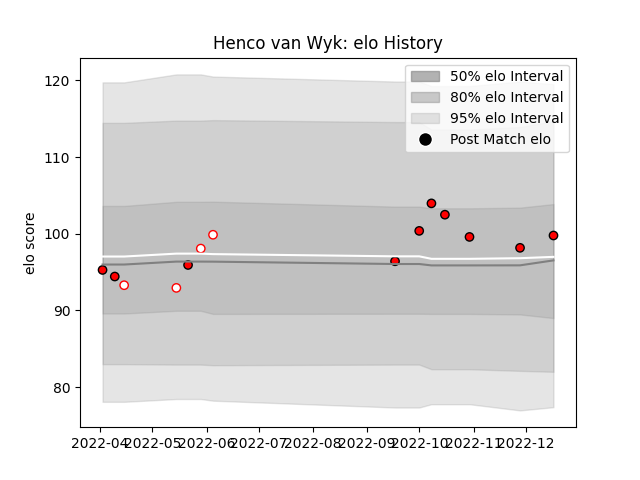 Henco van Wyk: elo History
50% elo Interval
80% elo Interval
95% elo Interval
Post Match elo
elo score
120
110
100
90
80
2022-04 2022-05 2022-06 2022-07 2022-08 2022-09 2022-10 2022-11 2022-12